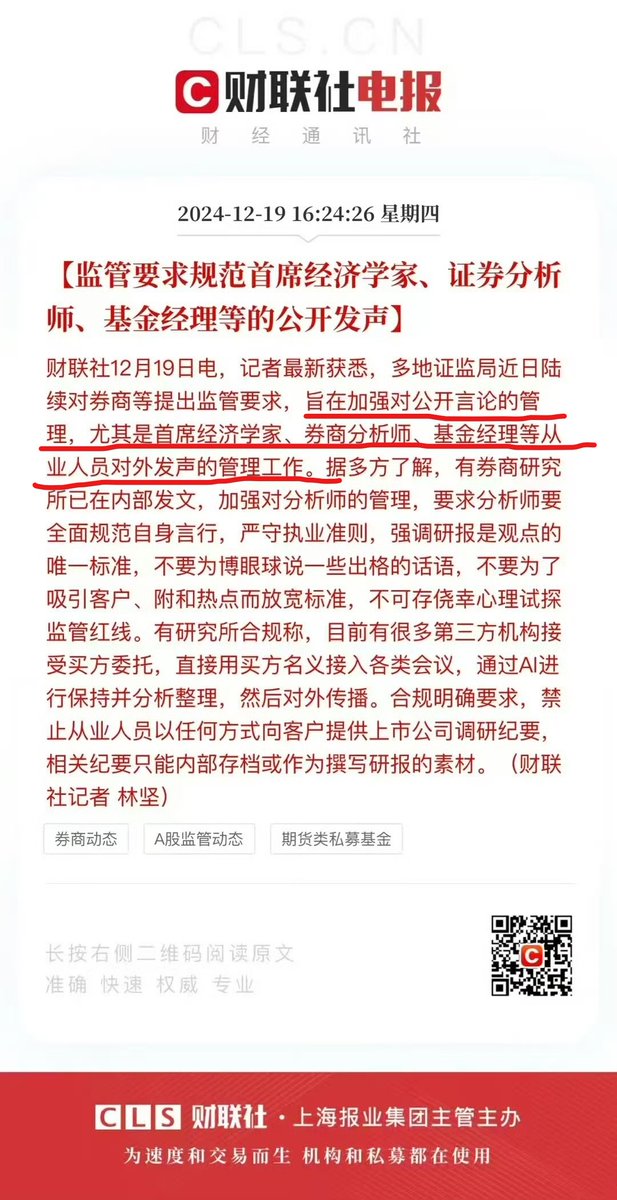 CLS.CN
C 财联社电报
财经通讯社
2024-12-19 16:24:26 星期四
【监管要求规范首席经济学家、证券分析
师、基金经理等的公开发声】
财联社12月19日电，记者最新获悉，多地证监局近日陆
续对券商等提出监管要求，旨在加强对公开言论的管
理，尤其是首席经济学家、券商分析师、基金经理等从
业人员对外发声的管理工作。据多方了解，有券商研究
所已在内部发文，加强对分析师的管理，要求分析师要
全面规范自身言行，严守执业准则，强调研报是观点的
唯一标准，不要为博眼球说一些出格的话语，不要为了
吸引客户、附和热点而放宽标准，不可存侥幸心理试探
监管红线。有研究所合规称，目前有很多第三方机构接
受买方委托，直接用买方名义接入各类会议，通过AI进
行保持并分析整理，然后对外传播。合规明确要求，禁
止从业人员以任何方式向客户提供上市公司调研纪要，
相关纪要只能内部存档或作为撰写研报的素材。（财联
社记者 林坚）
券商动态 A股监管动态 期货类私募基金
长按右侧二维码阅读原文
准确 快速 权威 专业
C
CLS 财联社·上海报业集团主管主办
为速度和交易而生 机构和私募都在使用